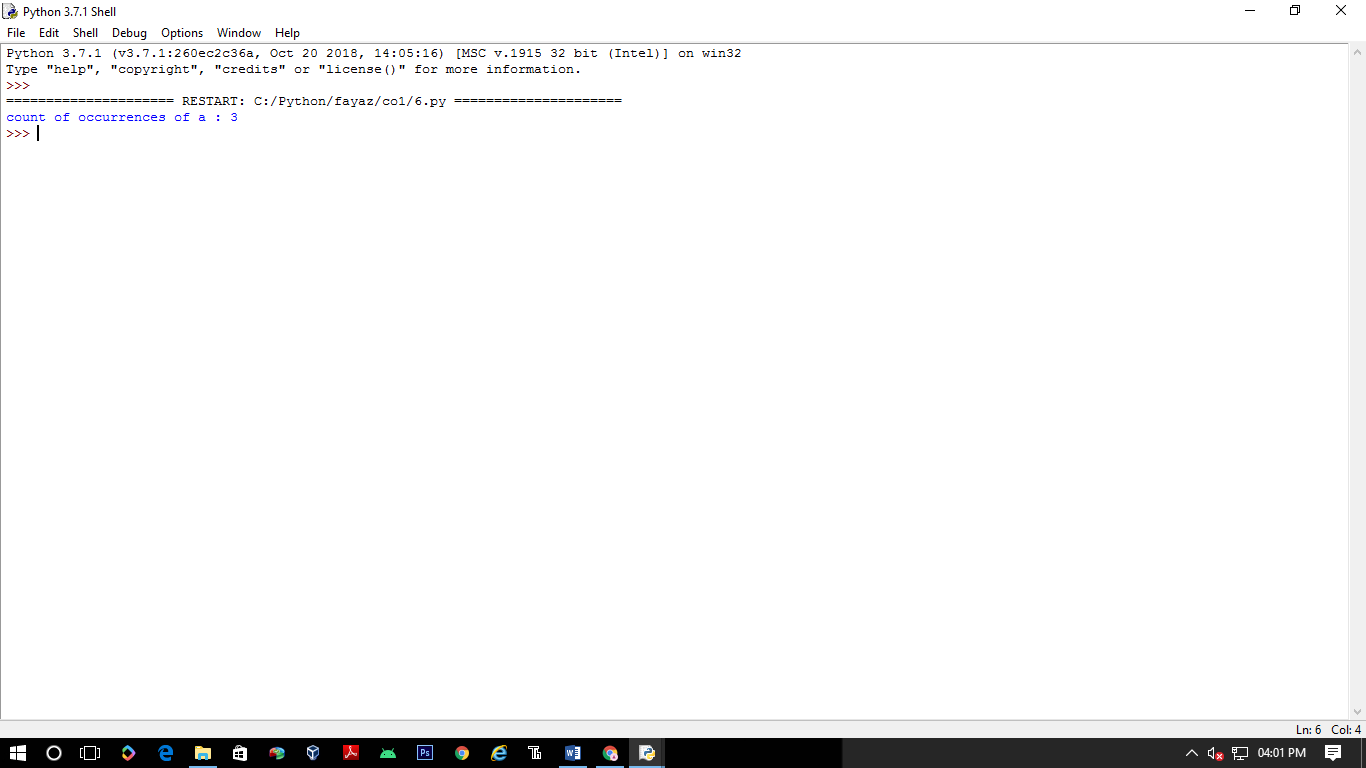 Python 3.7.1 Shell
File Edit Shell Debug Options Window Help
Python 3.7.1 (v3.7.1:260ec2c36a, Oct 20 2018, 14:05:16) [MSC v.1915 32 bit (Intel)] on win32
Type "help", "copyright", "credits" or "license()" for more information.
>>>
===================== RESTART: C:/Python/fayaz/co1/6.py =====================
count of occurrences of a : 3
>>>
Ln: 6 Col: 4
Ps
04:01 PM